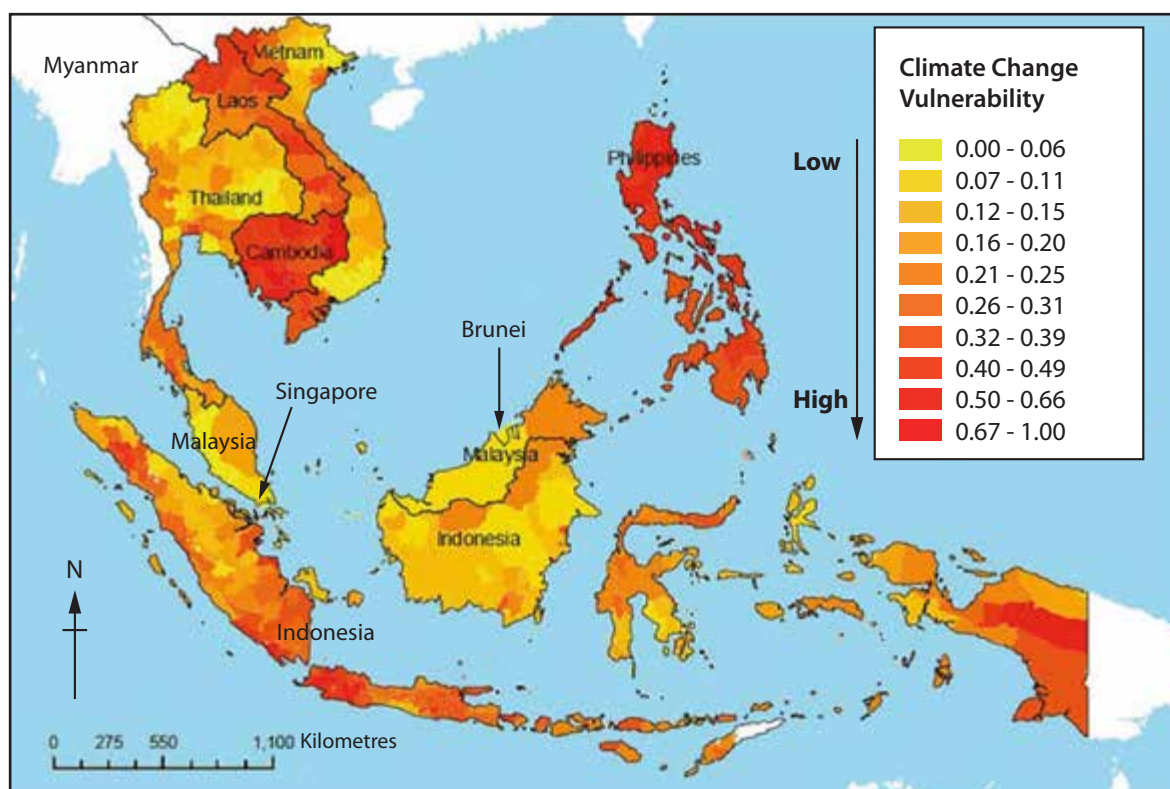 Myanmar
Vietnam
Laos
Thailand
Cambodia
Philippines
Brunei
Singapore
Malaysia
Malaysia
Indonesia
Indonesia
N
0 275 550 1,100 Kilometres
Climate Change
Vulnerability
Low
High
0.00 - 0.06
0.07 - 0.11
0.12 - 0.15
0.16 - 0.20
0.21 - 0.25
0.26 - 0.31
0.32 - 0.39
0.40 - 0.49
0.50 - 0.66
0.67 - 1.00